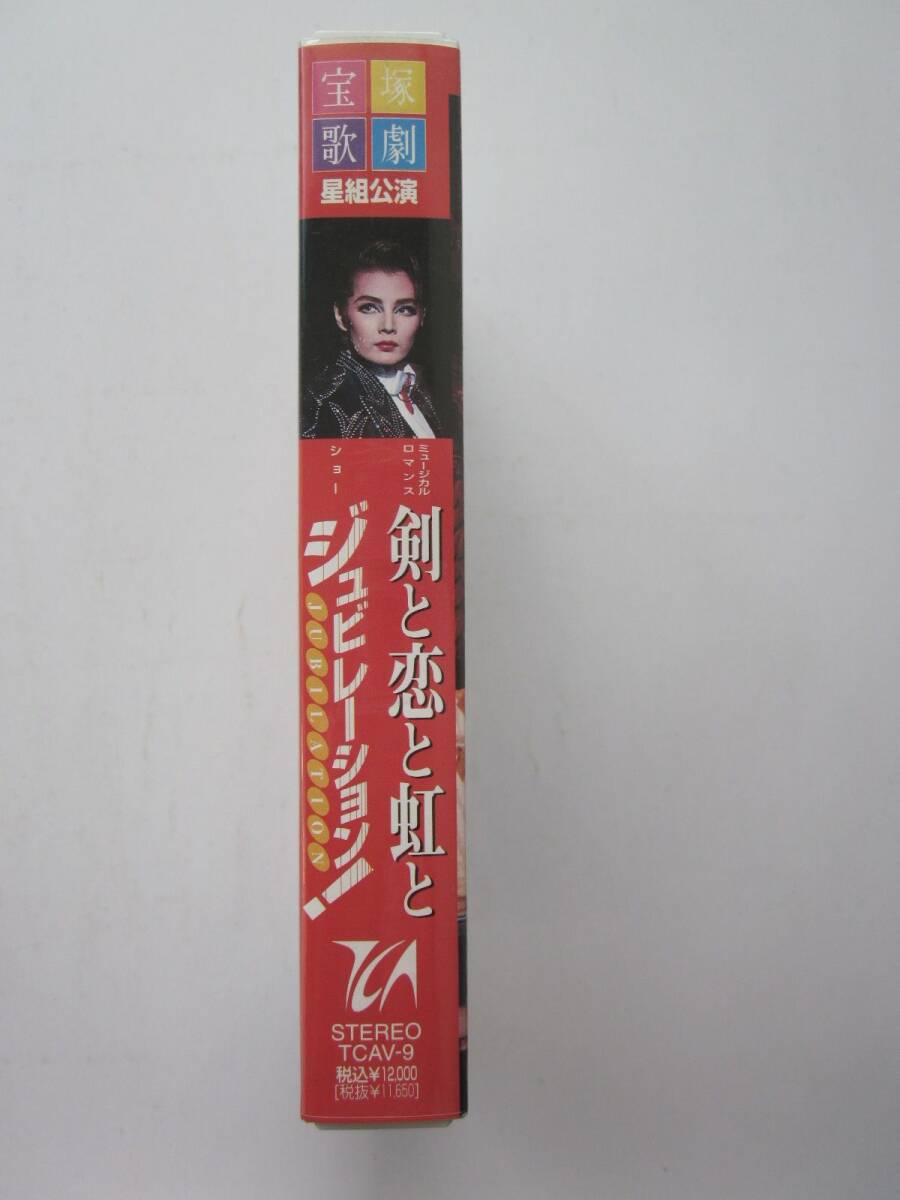 宝塚
歌劇
星組公演
ミュージカル
ロマンス
剣と恋と虹と
ショー
ジュビレーション!
JUBILATION
TCA
STEREO
TCAV-9
税込¥12,000
[税抜¥11,650]